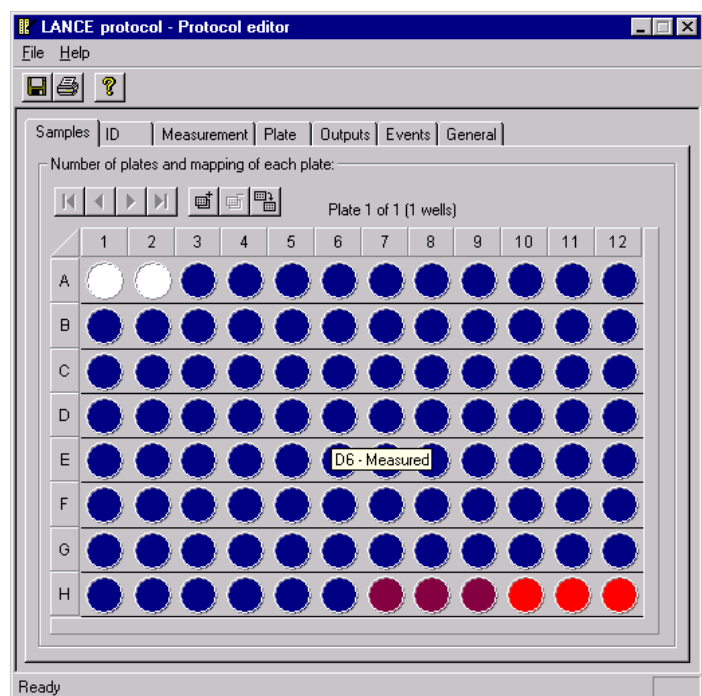 LANCE protocol - Protocol editor
File Help
Samples ID Measurement Plate Outputs Events General
Number of plates and mapping of each plate:
Plate 1 of 1 (1 wells)
1 2 3 4 5 6 7 8 9 10 11 12
A
B
C
D
E
D6 - Measured
F
G
H
Ready